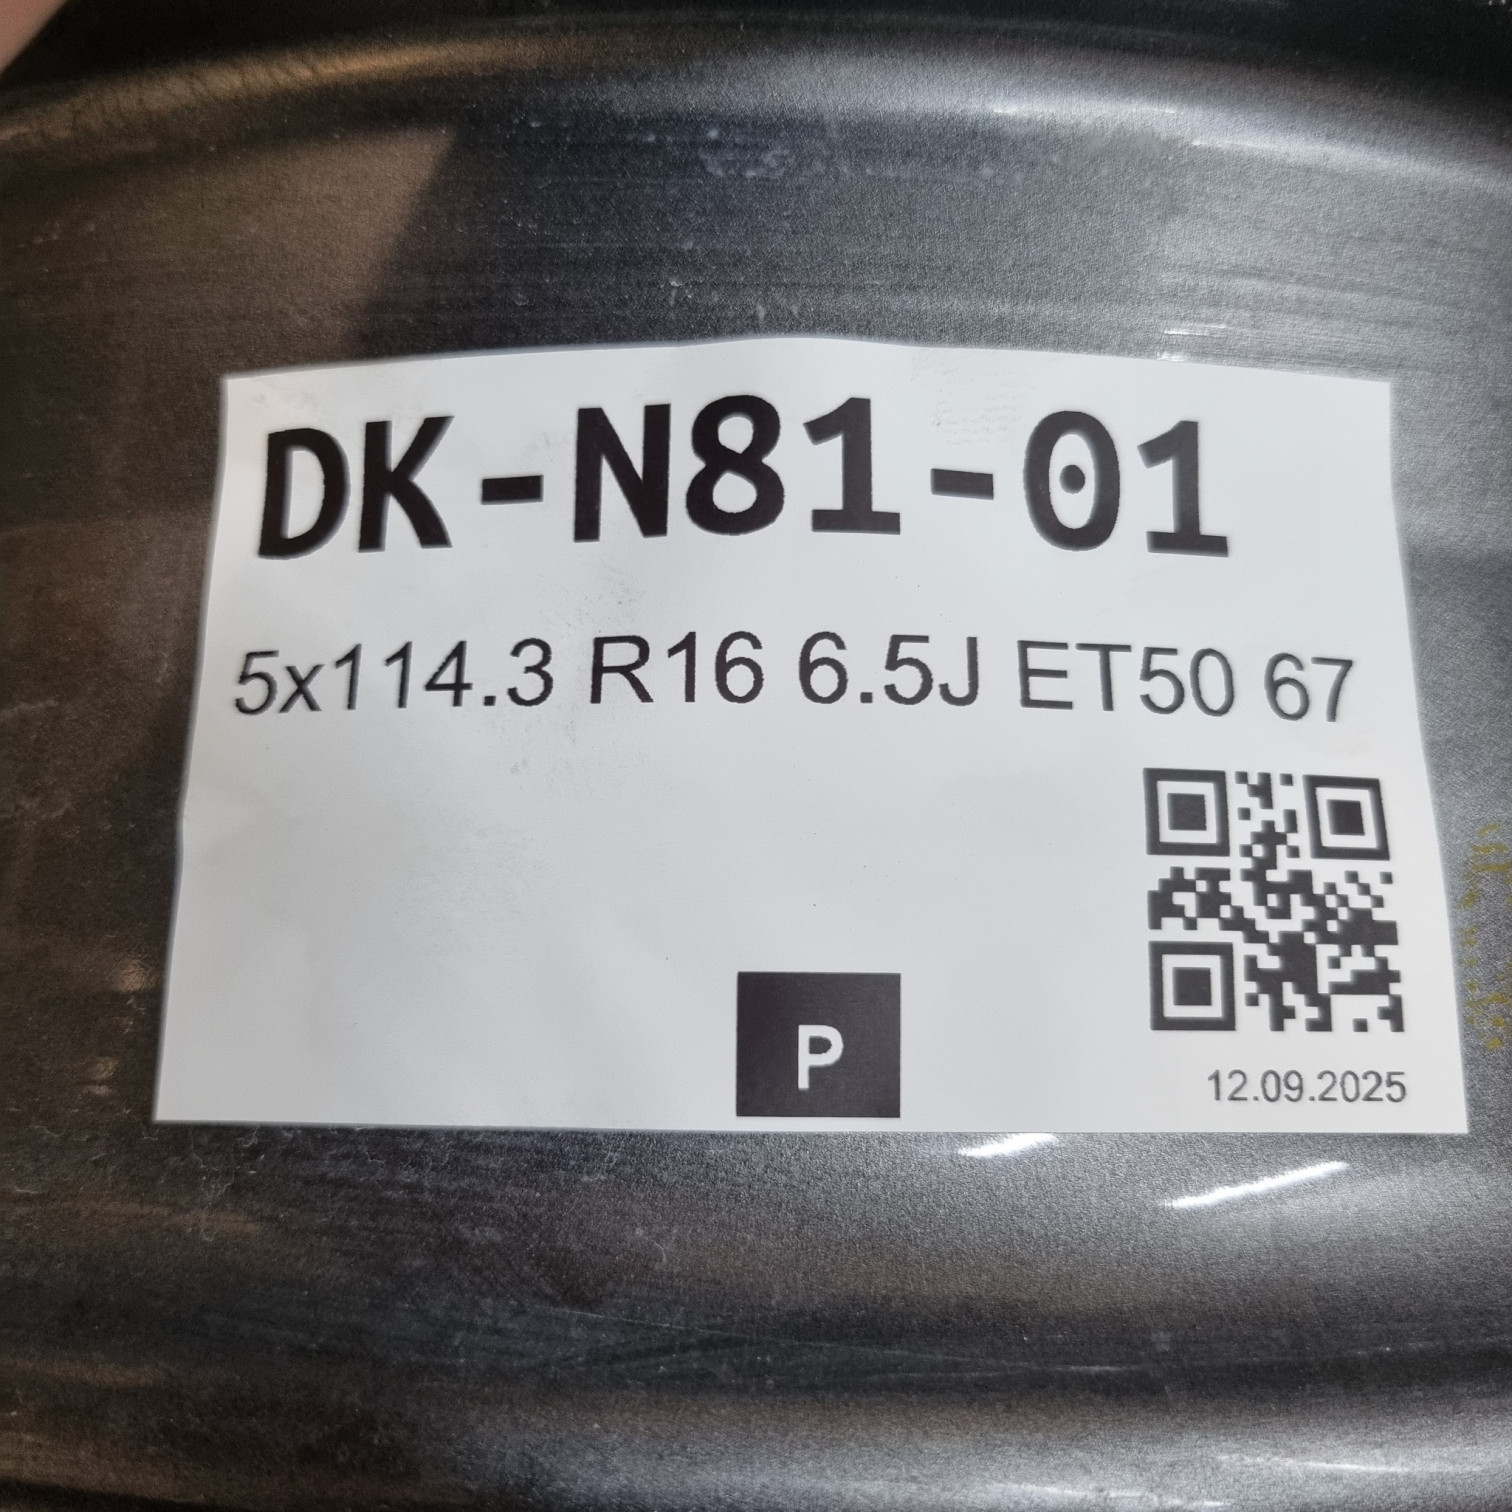 DK-N81-01
5x114.3 R16 6.5J ET50 67
P
12.09.2025